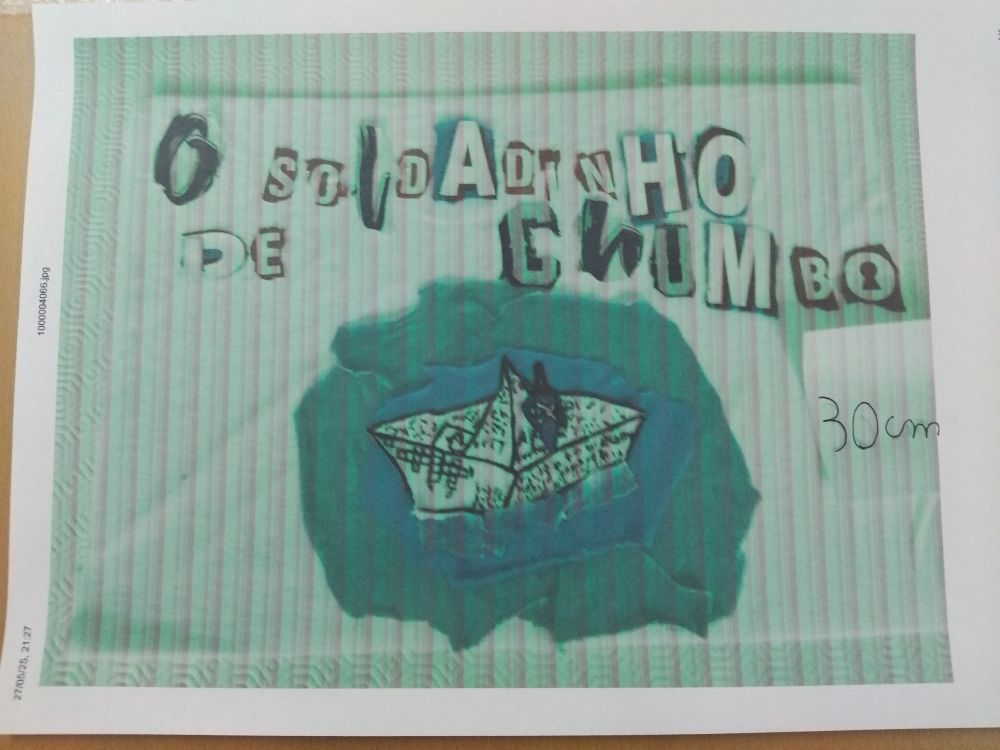 O SOlDADINHO
DE ChUMBO
30cm
1000004066.jpg
27/05/25, 21:27